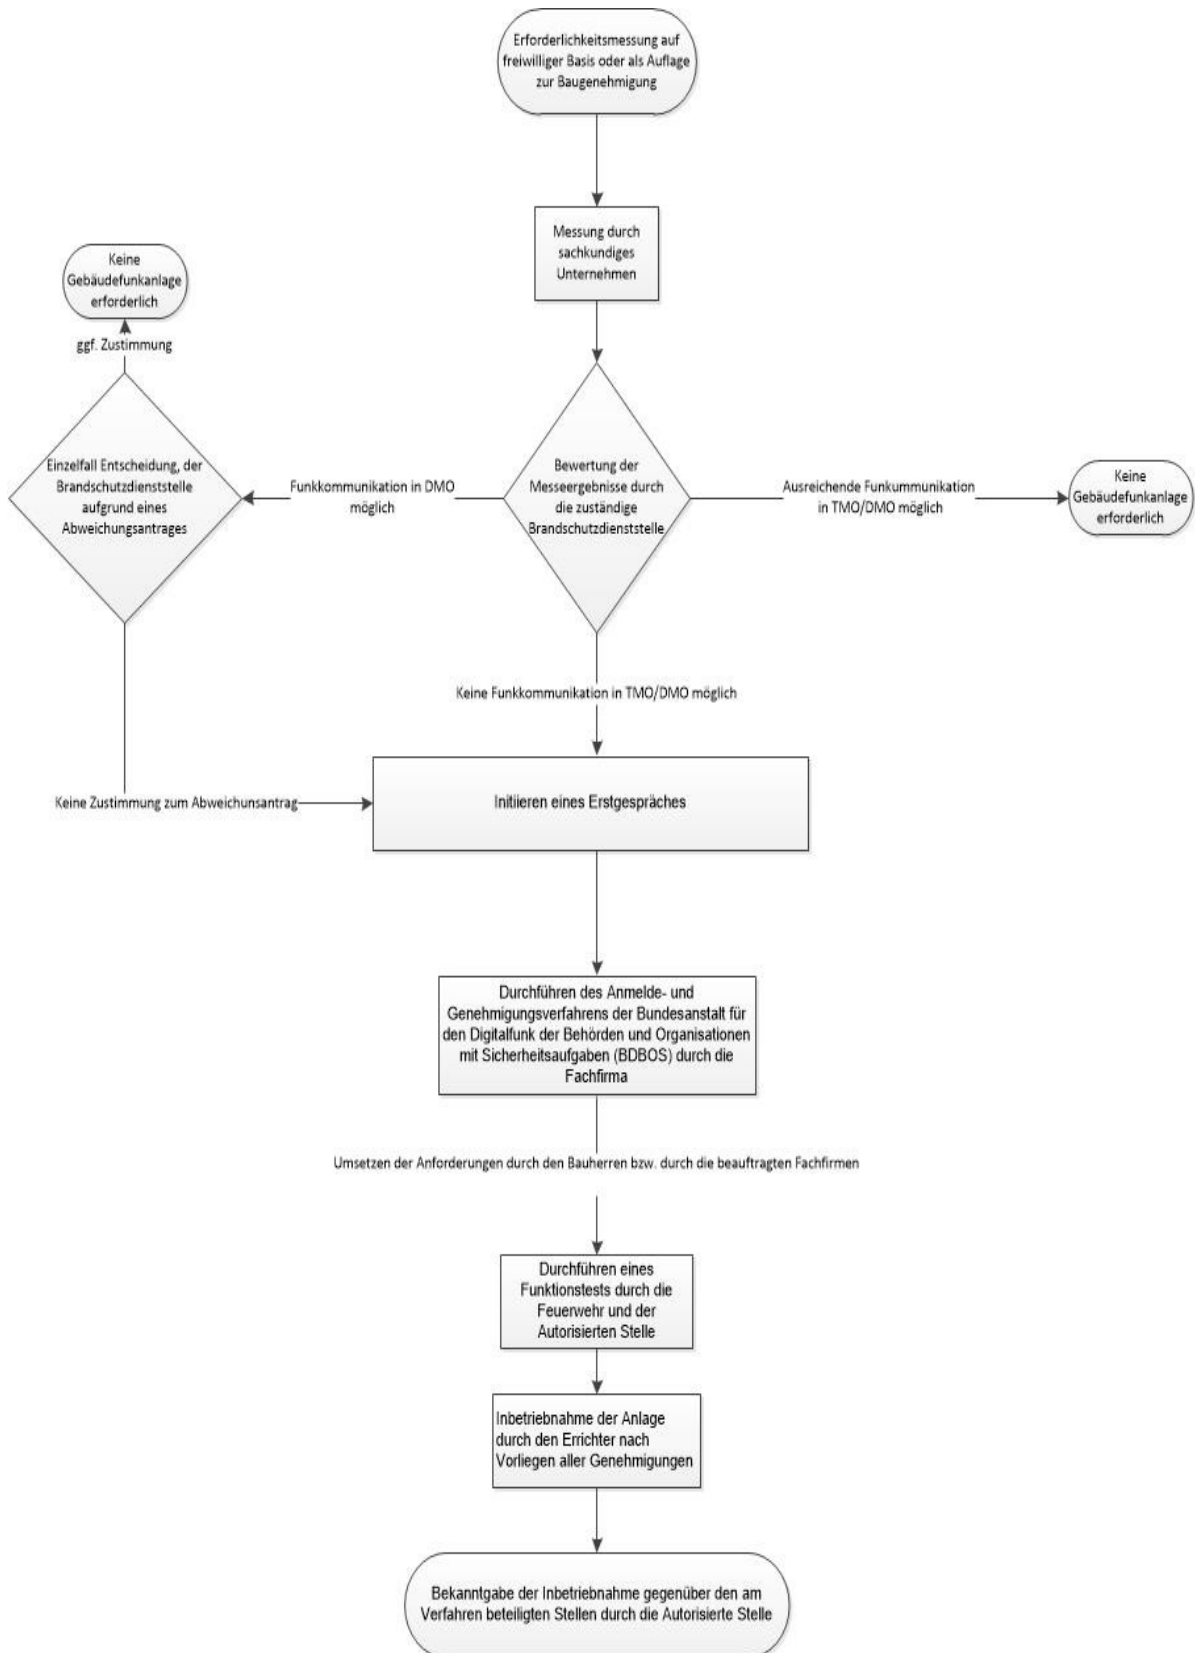 Erforderlichkeitsmessung auf
freiwilliger Basis oder als Auflage
zur Baugenehmigung
Messung durch
sachkundiges
Unternehmen
Keine
Gebäudefunkanlage
erforderlich
ggf. Zustimmung
Einzelfall Entscheidung, der
Brandschutzdienststelle
aufgrund eines
Abweichungsantrages
Funkkommunikation in DMO
möglich
Bewertung der
Messeergebnisse durch
die zuständige
Brandschutzdienststelle
Ausreichende Funkummunikation
in TMO/DMO möglich
Keine
Gebäudefunkanlage
erforderlich
Keine Funkkommunikation in TMO/DMO möglich
Keine Zustimmung zum Abweichunsantrag
Initiieren eines Erstgespräches
Durchführen des Anmelde- und
Genehmigungsverfahrens der Bundesanstalt für
den Digitalfunk der Behörden und Organisationen
mit Sicherheitsaufgaben (BDBOS) durch die
Fachfirma
Umsetzen der Anforderungen durch den Bauherren bzw. durch die beauftragten Fachfirmen
Durchführen eines
Funktionstests durch die
Feuerwehr und der
Autorisierten Stelle
Inbetriebnahme der Anlage
durch den Errichter nach
Vorliegen aller Genehmigungen
Bekanntgabe der Inbetriebnahme gegenüber den am
Verfahren beteiligten Stellen durch die Autorisierte Stelle